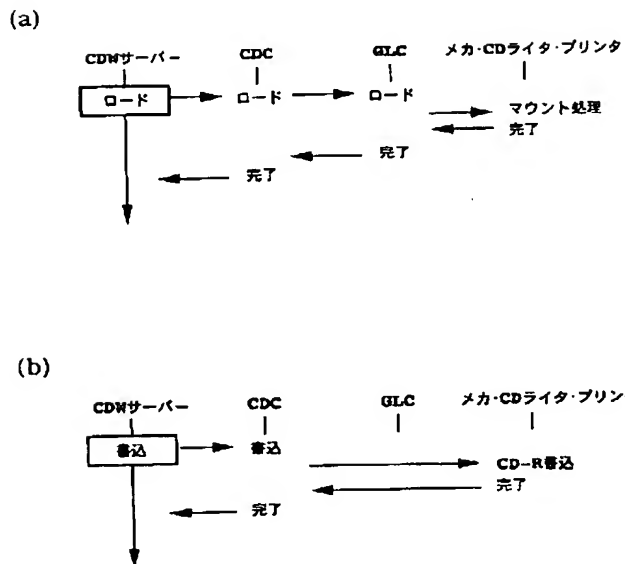 (a)
CDWサーバー CDC GLC メカ・CDライタ・プリンタ
ロード ロード ロード
マウント処理
完了
完了
完了
(b)
CDWサーバー CDC GLC メカ・CDライタ・プリン
書込 書込
CD-R書込
完了
完了